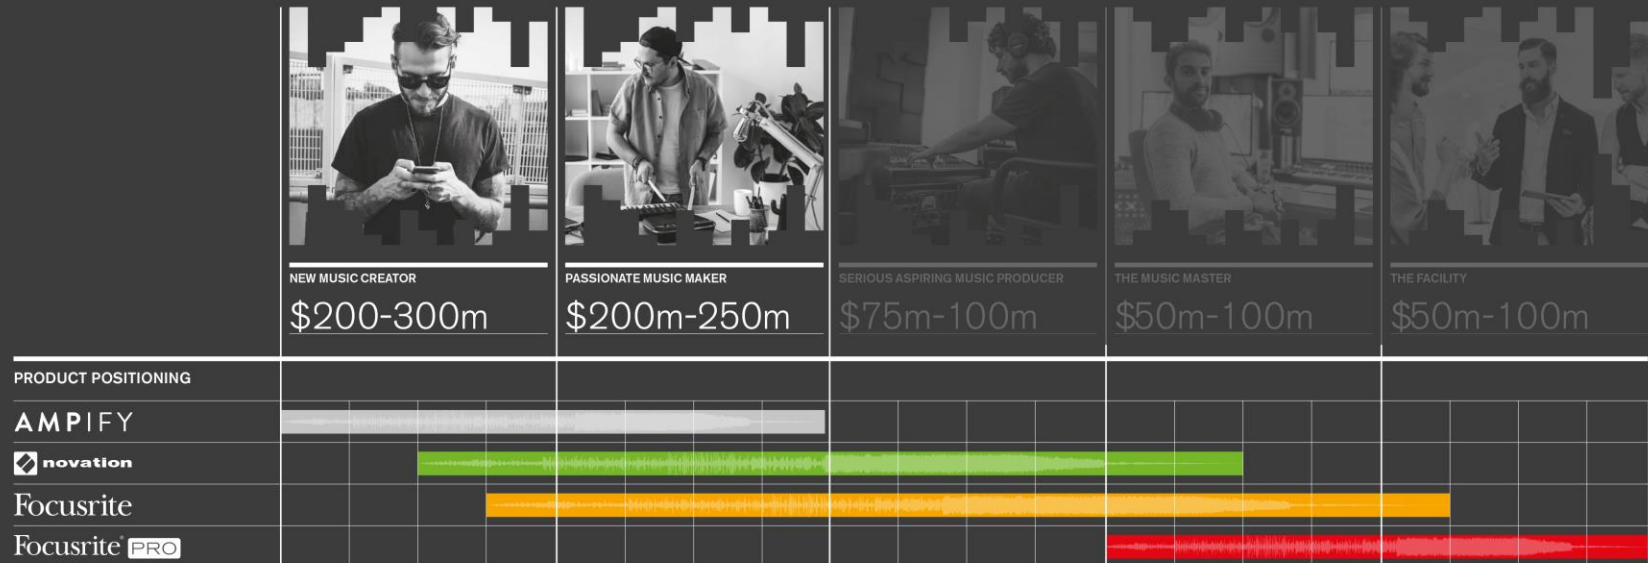 NEW MUSIC CREATOR
$200-300m
PASSIONATE MUSIC MAKER
$200m-250m
SERIOUS ASPIRING MUSIC PRODUCER
$75m-100m
THE MUSIC MASTER
$50m-100m
THE FACILITY
$50m-100m
PRODUCT POSITIONING
AMPIFY
novation
Focusrite
Focusrite® PRO